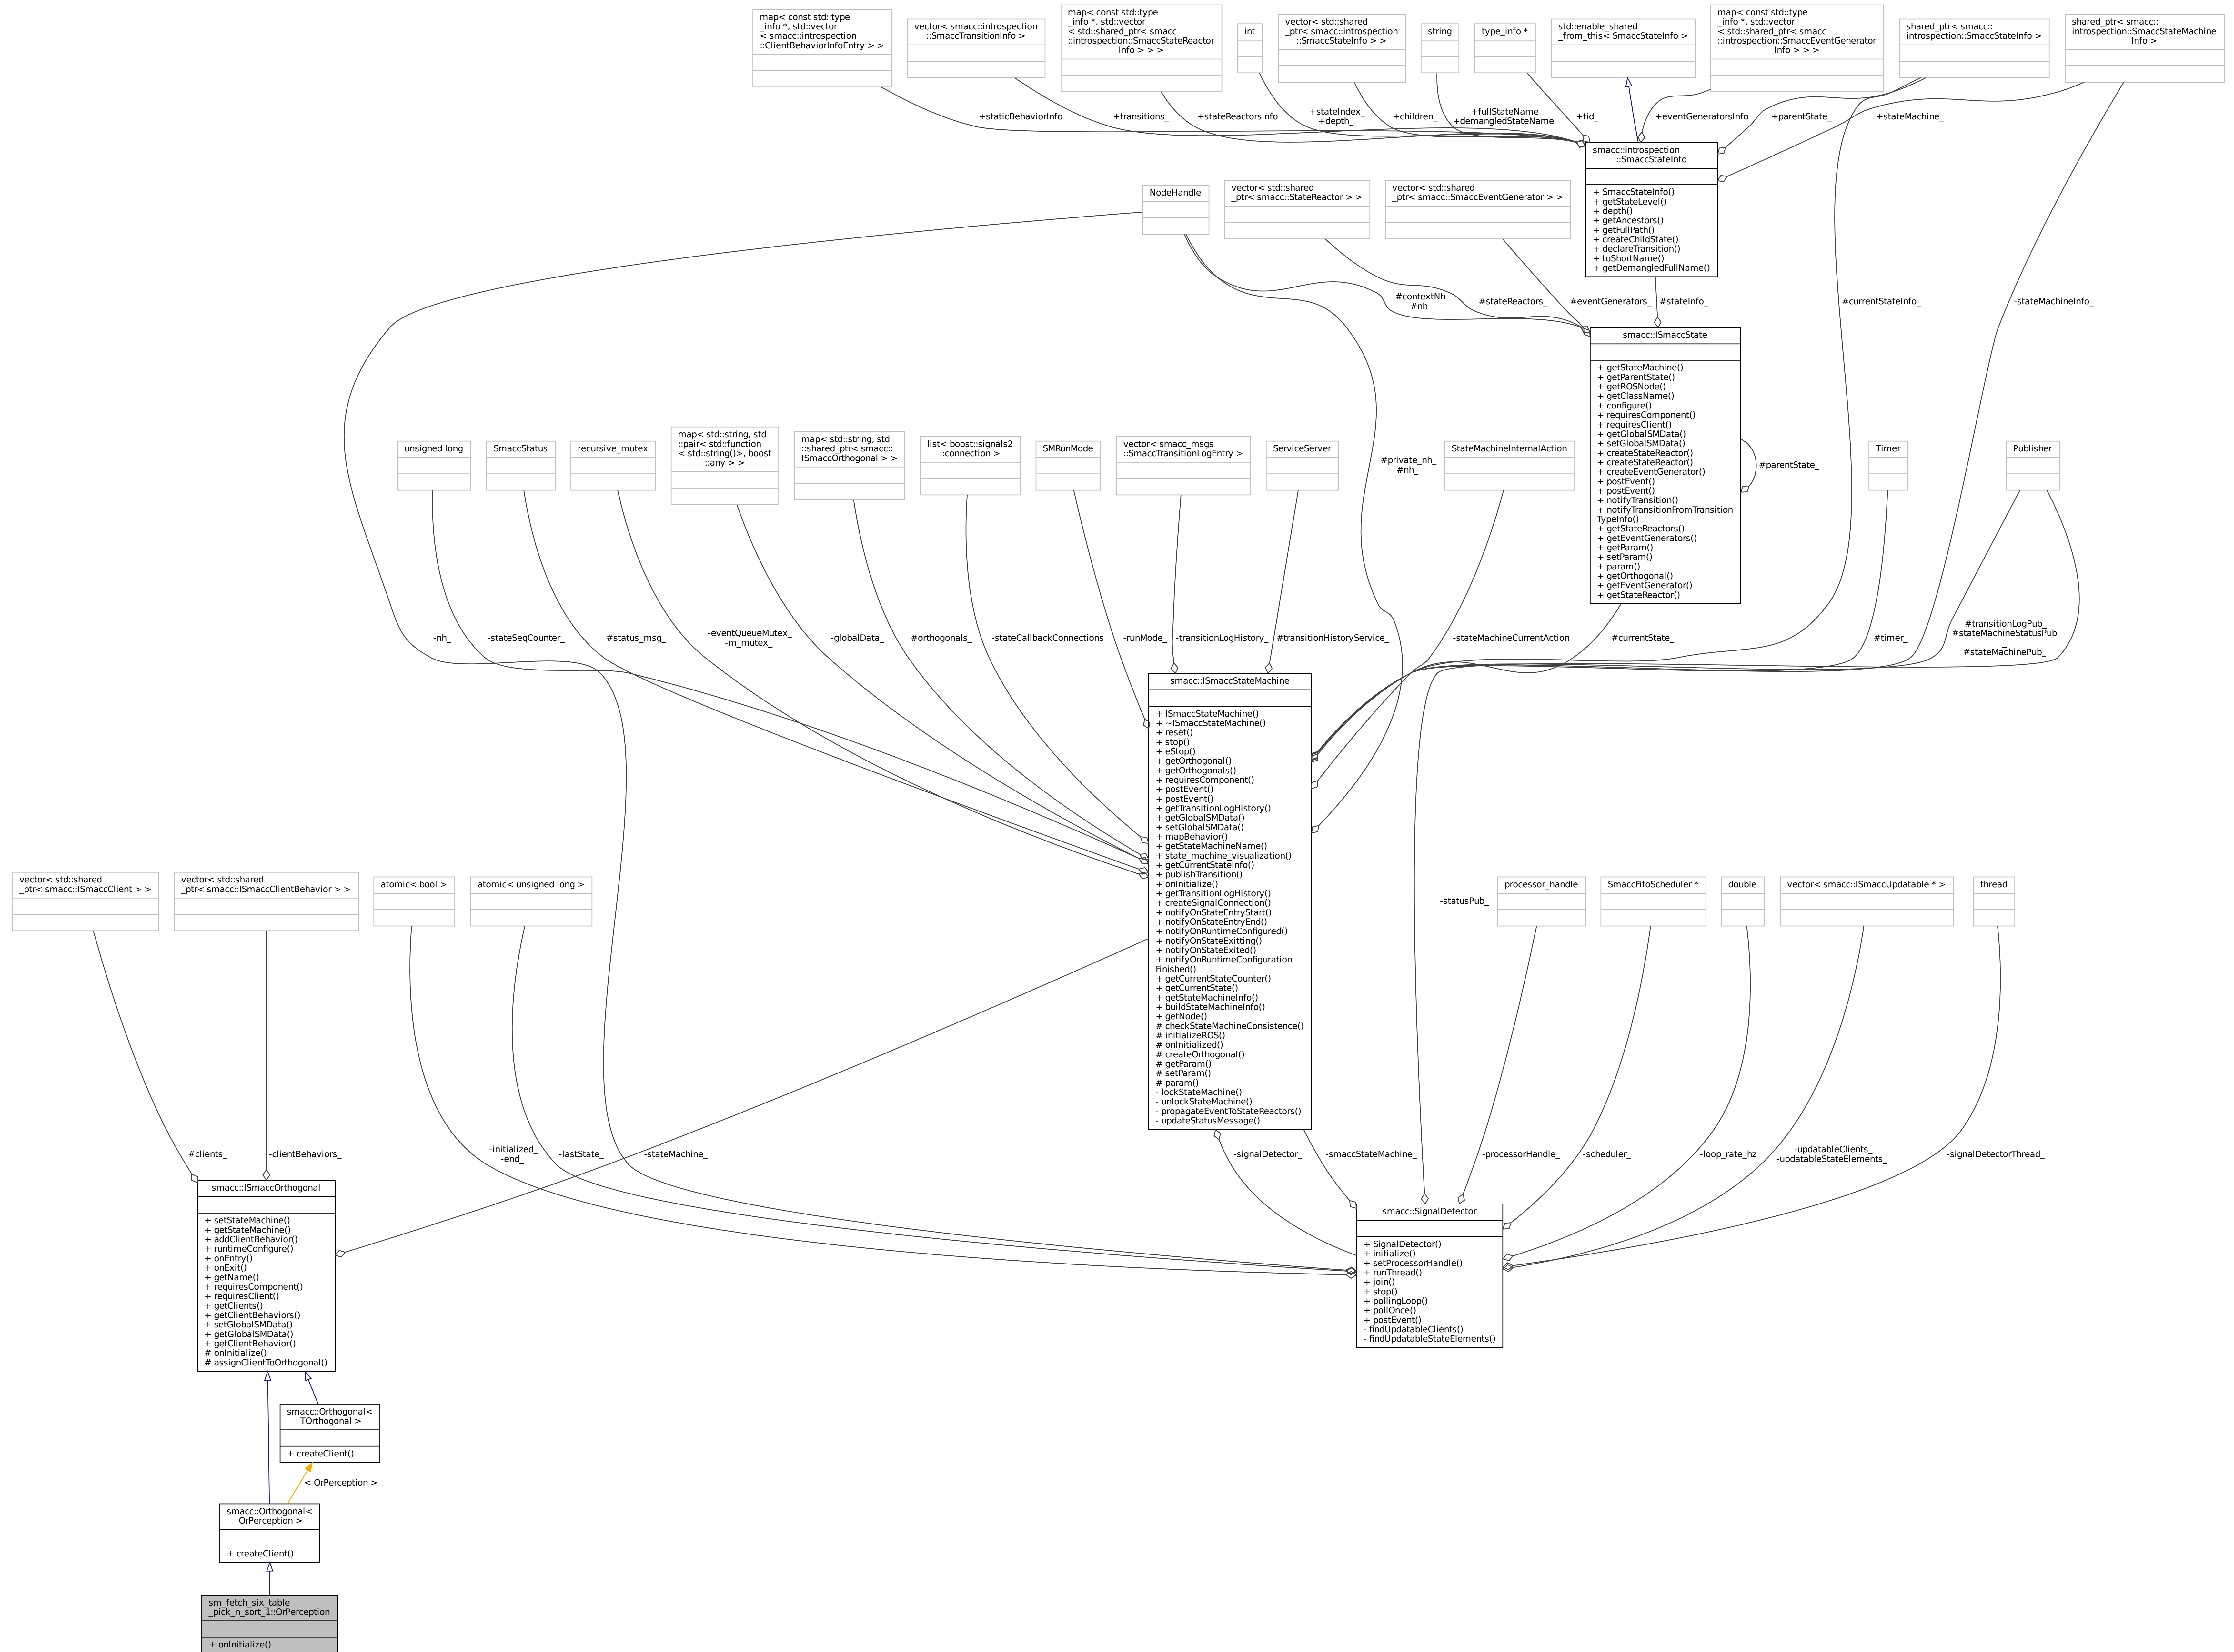 map< const std::type
_info *, std::vector
< smacc::introspection
::ClientBehaviorInfoEntry > >
vector< smacc::introspection
::SmaccTransitionInfo >
map< const std::type
_info *, std::vector
< std::shared_ptr< smacc
::introspection::SmaccStateReactor
Info > > >
int
vector< std::shared
_ptr< smacc::introspection
::SmaccStateInfo > >
string
type_info *
std::enable_shared
_from_this< SmaccStateInfo >
map< const std::type
_info *, std::vector
< std::shared_ptr< smacc
::introspection::SmaccEventGenerator
Info > > >
shared_ptr< smacc::
introspection::SmaccStateInfo >
shared_ptr< smacc::
introspection::SmaccStateMachine
Info >
+staticBehaviorInfo
+transitions_
+stateReactorsInfo
+stateIndex_
+depth_
+children_
+fullStateName
+demangledStateName
+tid_
+eventGeneratorsInfo
+parentState_
+stateMachine_
smacc::introspection
::SmaccStateInfo
+ SmaccStateInfo()
+ getStateLevel()
+ depth()
+ getAncestors()
+ getFullPath()
+ createChildState()
+ declareTransition()
+ toShortName()
+ getDemangledFullName()
NodeHandle
vector< std::shared
_ptr< smacc::StateReactor > >
vector< std::shared
_ptr< smacc::SmaccEventGenerator > >
#contextNh
#nh
#stateReactors_
#eventGenerators_
#stateInfo_
#currentStateInfo_
-stateMachineInfo_
smacc::ISmaccState
+ getStateMachine()
+ getParentState()
+ getROSNode()
+ getClassName()
+ configure()
+ requiresComponent()
+ requiresClient()
+ getGlobalSMData()
+ setGlobalSMData()
+ createStateReactor()
+ createStateReactor()
+ createEventGenerator()
+ postEvent()
+ postEvent()
+ notifyTransition()
+ notifyTransitionFromTransition
TypeInfo()
+ getStateReactors()
+ getEventGenerators()
+ getParam()
+ setParam()
+ param()
+ getOrthogonal()
+ getEventGenerator()
+ getStateReactor()
#parentState_
unsigned long
SmaccStatus
recursive_mutex
map< std::string, std
::pair< std::function
< std::string()>, boost
::any > >
map< std::string, std
::shared_ptr< smacc::
ISmaccOrthogonal > >
list< boost::signals2
::connection >
SMRunMode
vector< smacc_msgs
::SmaccTransitionLogEntry >
ServiceServer
#private_nh_
#nh_
StateMachineInternalAction
Timer
Publisher
-nh_
-stateSeqCounter_
#status_msg_
-eventQueueMutex_
-m_mutex_
-globalData_
#orthogonals_
-stateCallbackConnections
-runMode_
-transitionLogHistory_
#transitionHistoryService_
-stateMachineCurrentAction
#currentState_
#timer_
#transitionLogPub_
#stateMachineStatusPub
_
#stateMachinePub_
smacc::ISmaccStateMachine
+ ISmaccStateMachine()
+ ~ISmaccStateMachine()
+ reset()
+ stop()
+ eStop()
+ getOrthogonal()
+ getOrthogonals()
+ requiresComponent()
+ postEvent()
+ postEvent()
+ getTransitionLogHistory()
+ getGlobalSMData()
+ setGlobalSMData()
+ mapBehavior()
+ getStateMachineName()
+ state_machine_visualization()
+ getCurrentStateInfo()
+ publishTransition()
+ onInitialize()
+ getTransitionLogHistory()
+ createSignalConnection()
+ notifyOnStateEntryStart()
+ notifyOnStateEntryEnd()
+ notifyOnRuntimeConfigured()
+ notifyOnStateExitting()
+ notifyOnStateExited()
+ notifyOnRuntimeConfiguration
Finished()
+ getCurrentStateCounter()
+ getCurrentState()
+ getStateMachineInfo()
+ buildStateMachineInfo()
+ getNode()
# checkStateMachineConsistence()
# initializeROS()
# onInitialized()
# createOrthogonal()
# getParam()
# setParam()
# param()
- lockStateMachine()
- unlockStateMachine()
- propagateEventToStateReactors()
- updateStatusMessage()
vector< std::shared
_ptr< smacc::ISmaccClient > >
vector< std::shared
_ptr< smacc::ISmaccClientBehavior > >
atomic< bool >
atomic< unsigned long >
-statusPub_
processor_handle
SmaccFifoScheduler *
double
vector< smacc::ISmaccUpdatable * >
thread
#clients_
-clientBehaviors_
-initialized_
-end_
-lastState_
-stateMachine_
-signalDetector_
-smaccStateMachine_
-processorHandle_
-scheduler_
-loop_rate_hz
-updatableClients_
-updatableStateElements_
-signalDetectorThread_
smacc::ISmaccOrthogonal
+ setStateMachine()
+ getStateMachine()
+ addClientBehavior()
+ runtimeConfigure()
+ onEntry()
+ onExit()
+ getName()
+ requiresComponent()
+ requiresClient()
+ getClients()
+ getClientBehaviors()
+ setGlobalSMData()
+ getGlobalSMData()
+ getClientBehavior()
# onInitialize()
# assignClientToOrthogonal()
smacc::SignalDetector
+ SignalDetector()
+ initialize()
+ setProcessorHandle()
+ runThread()
+ join()
+ stop()
+ pollingLoop()
+ pollOnce()
+ postEvent()
- findUpdatableClients()
- findUpdatableStateElements()
smacc::Orthogonal<
TOrthogonal >
+ createClient()
< OrPerception >
smacc::Orthogonal<
OrPerception >
+ createClient()
sm_fetch_six_table
_pick_n_sort_1::OrPerception
+ onInitialize()